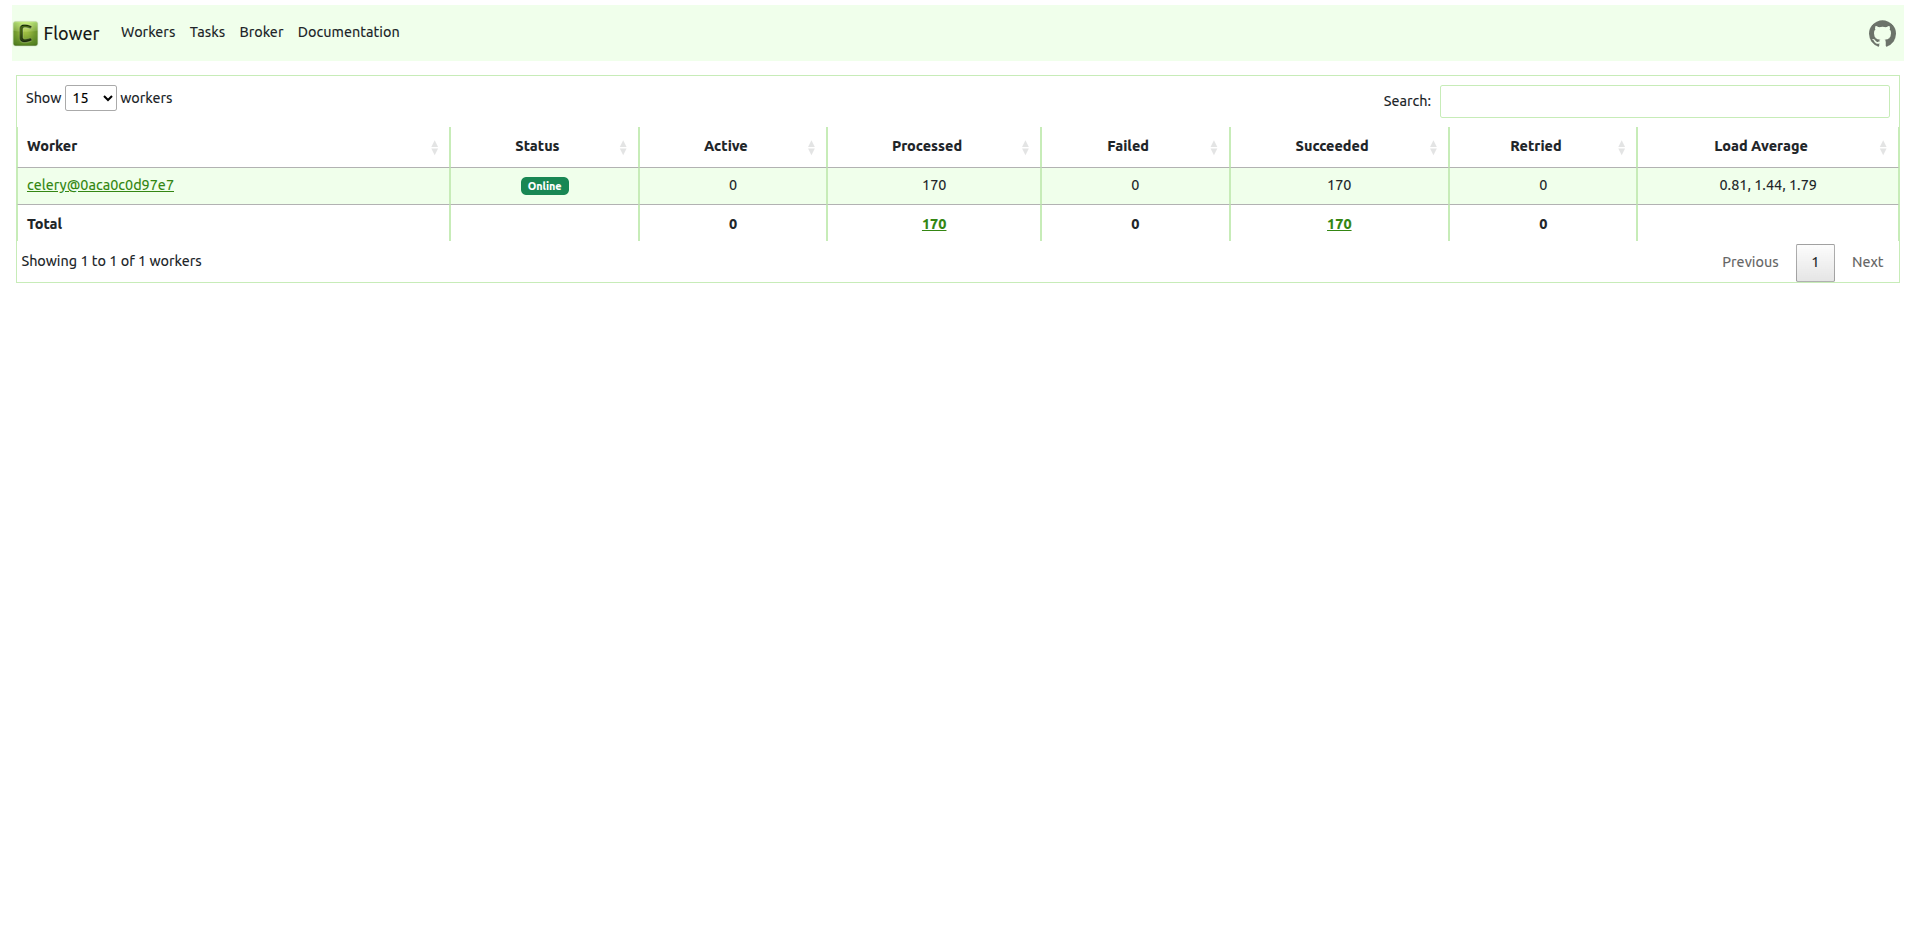 Flower Workers Tasks Broker Documentation
Show 15 workers Search:
Worker Status Active Processed Failed Succeeded Retried Load Average
celery@0aca0c0d97e7 Online 0 170 0 170 0 0.81, 1.44, 1.79
Total 0 170 0 170 0
Showing 1 to 1 of 1 workers Previous 1 Next